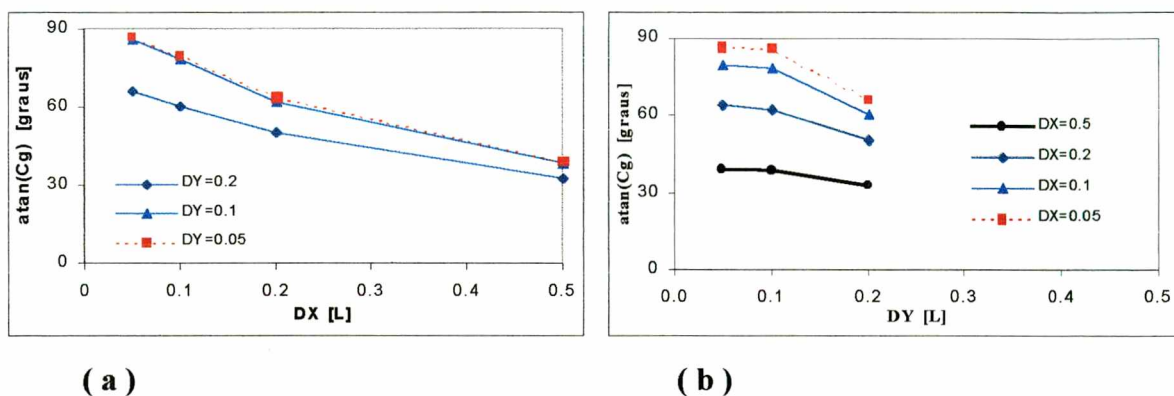 90
60
30
0
atan(Cg) [graus]
DY=0.2
DY=0.1
DY=0.05
0 0.1 0.2 0.3 0.4 0.5
DX [L]
( a )
90
60
30
0
atan(Cg) [graus]
DX=0.5
DX=0.2
DX=0.1
DX=0.05
0.0 0.1 0.2 0.3 0.4 0.5
DY [L]
( b )